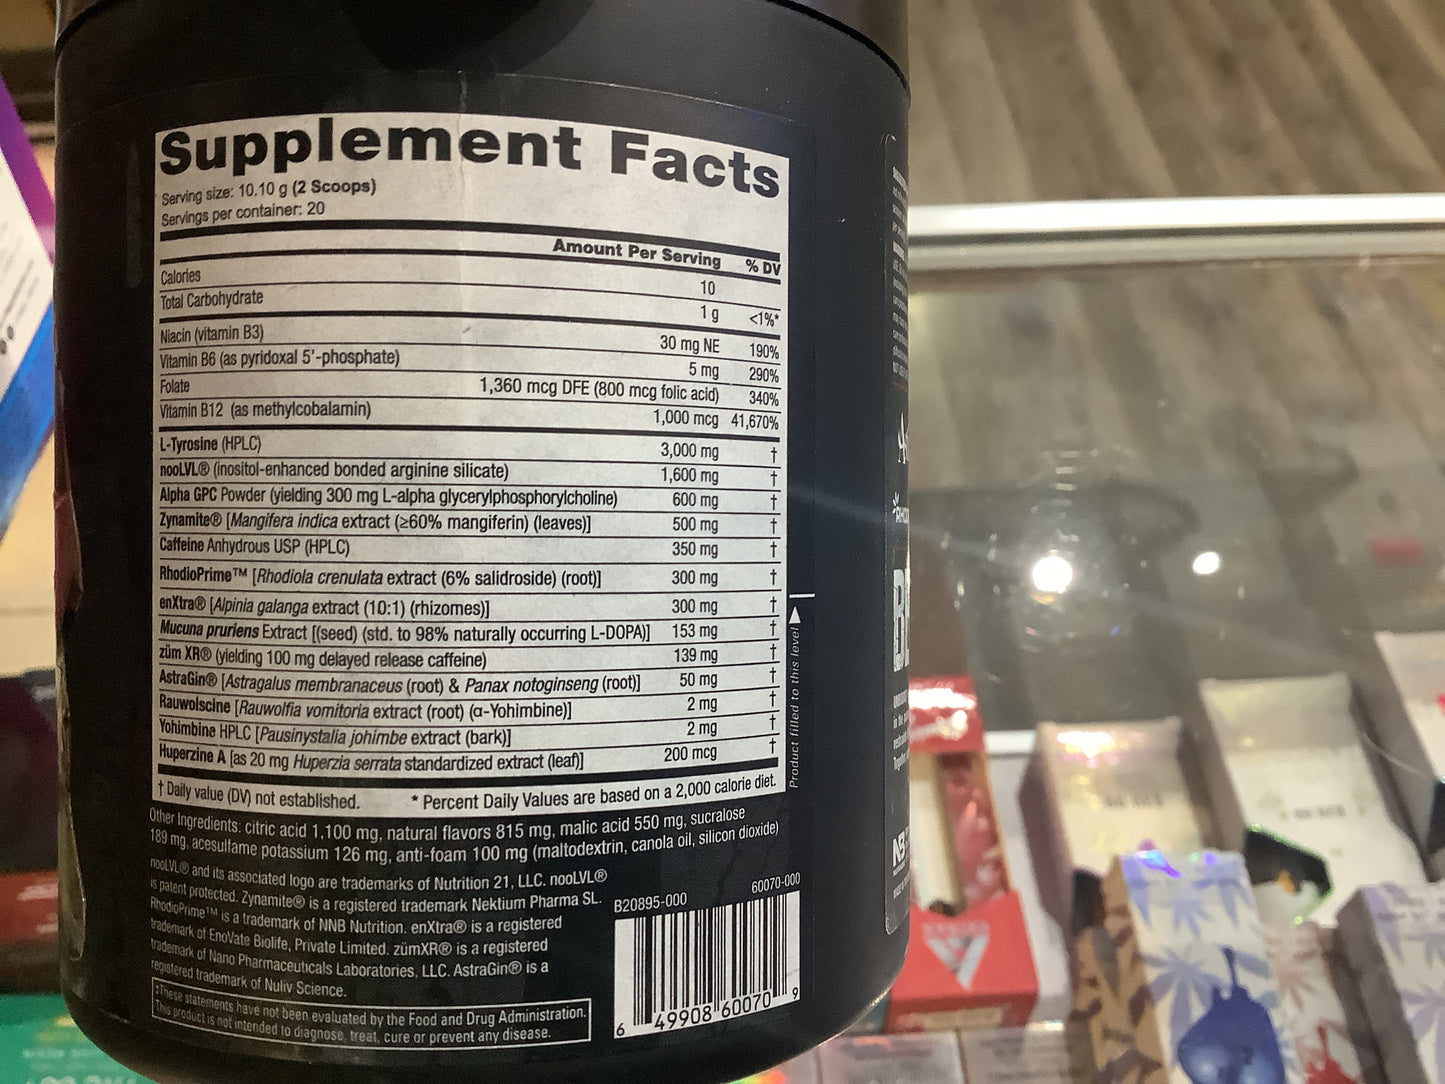 Supplement Facts
Serving size: 10.10 g (2 Scoops)
Servings per container: 20
Amount Per Serving % DV
Calories 10
Total Carbohydrate 1 g <1%*
Niacin (vitamin B3) 30 mg NE 190%
Vitamin B6 (as pyridoxal 5'-phosphate) 5 mg 290%
Folate 1,360 mcg DFE (800 mcg folic acid) 340%
Vitamin B12 (as methylcobalamin) 1,000 mcg 41,670%
L-Tyrosine (HPLC) 3,000 mg †
nooLVL® (inositol-enhanced bonded arginine silicate) 1,600 mg †
Alpha GPC Powder (yielding 300 mg L-alpha glycerylphosphorylcholine) 600 mg †
Zynamite® [Mangifera indica extract (≥60% mangiferin) (leaves)] 500 mg †
Caffeine Anhydrous USP (HPLC) 350 mg †
RhodioPrime™ [Rhodiola crenulata extract (6% salidroside) (root)] 300 mg †
enXtra® [Alpinia galanga extract (10:1) (rhizomes)] 300 mg †
Mucuna pruriens Extract [(seed) (std. to 98% naturally occurring L-DOPA)] 153 mg †
züm XR® (yielding 100 mg delayed release caffeine) 139 mg †
AstraGin® [Astragalus membranaceus (root) & Panax notoginseng (root)] 50 mg †
Rauwolscine [Rauwolfia vomitoria extract (root) (α-Yohimbine)] 2 mg †
Yohimbine HPLC [Pausinystalia johimbe extract (bark)] 2 mg †
Huperzine A [as 20 mg Huperzia serrata standardized extract (leaf)] 200 mcg †
† Daily value (DV) not established. * Percent Daily Values are based on a 2,000 calorie diet.
Other Ingredients: citric acid 1,100 mg, natural flavors 815 mg, malic acid 550 mg, sucralose
189 mg, acesulfame potassium 126 mg, anti-foam 100 mg (maltodextrin, canola oil, silicon dioxide)
nooLVL® and its associated logo are trademarks of Nutrition 21, LLC. nooLVL®
is patent protected. Zynamite® is a registered trademark Nektium Pharma SL.
RhodioPrime™ is a trademark of NNB Nutrition. enXtra® is a registered
trademark of EnoVate Biolife, Private Limited. zümXR® is a registered
trademark of Nano Pharmaceuticals Laboratories, LLC. AstraGin® is a
registered trademark of Nuliv Science.
‡These statements have not been evaluated by the Food and Drug Administration.
This product is not intended to diagnose, treat, cure or prevent any disease.
B20895-000 60070-000
6 49908 60070 9
Product filled to this level